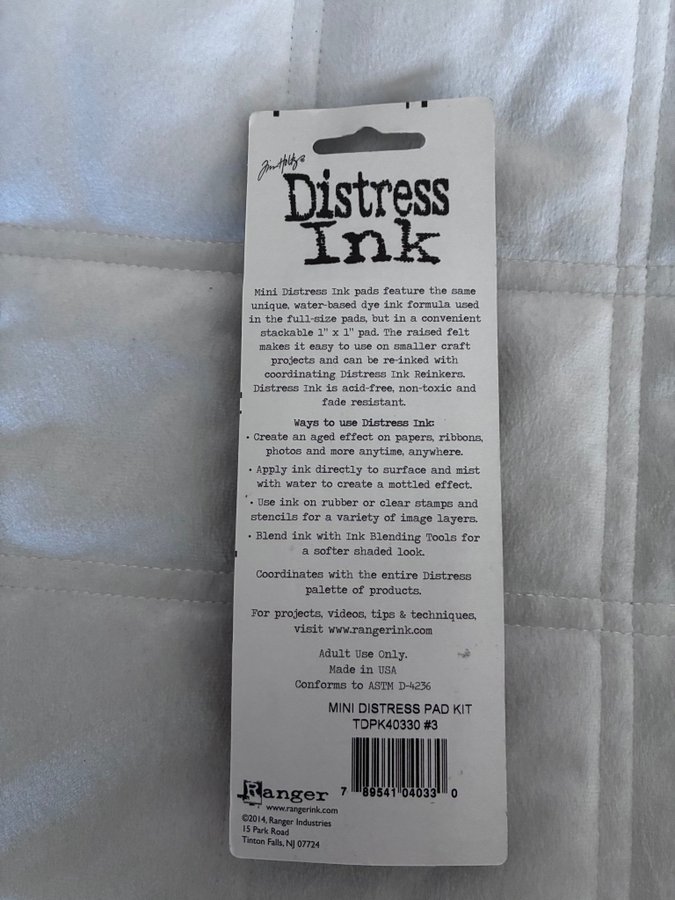 Tim Holtz®
Distress
Ink
Mini Distress Ink pads feature the same
unique, water-based dye ink formula used
in the full-size pads, but in a convenient
stackable 1" x 1" pad. The raised felt
makes it easy to use on smaller craft
projects and can be re-inked with
coordinating Distress Ink Reinkers.
Distress Ink is acid-free, non-toxic and
fade resistant.
Ways to use Distress Ink:
• Create an aged effect on papers, ribbons,
photos and more anytime, anywhere.
• Apply ink directly to surface and mist
with water to create a mottled effect.
• Use ink on rubber or clear stamps and
stencils for a variety of image layers.
• Blend ink with Ink Blending Tools for
a softer shaded look.
Coordinates with the entire Distress
palette of products.
For projects, videos, tips & techniques,
visit www.rangerink.com
Adult Use Only.
Made in USA
Conforms to ASTM D-4236
MINI DISTRESS PAD KIT
TDPK40330 #3
7 89541 04033 0
Ranger
www.rangerink.com
©2014, Ranger Industries
15 Park Road
Tinton Falls, NJ 07724